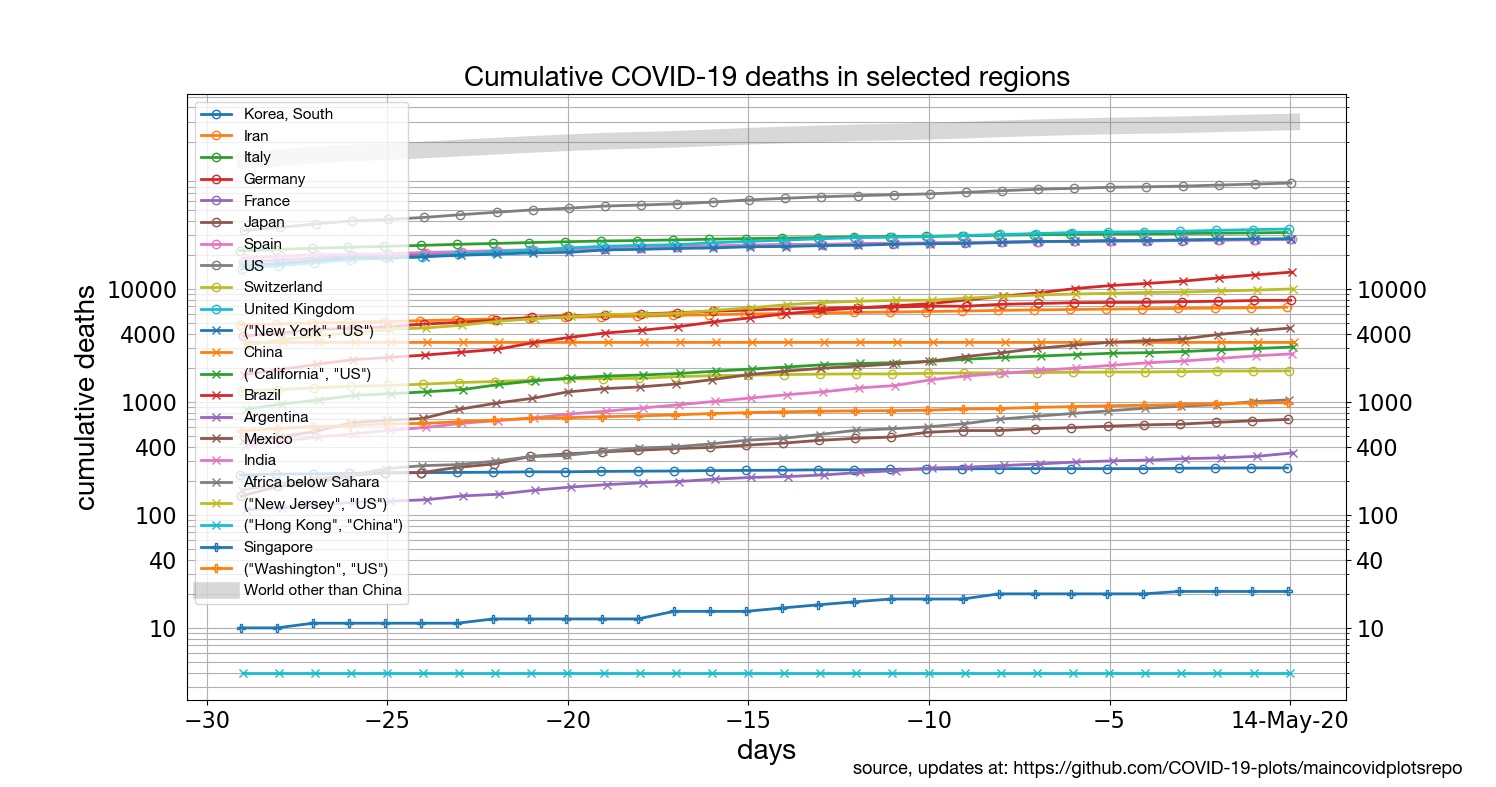 Cumulative COVID-19 deaths in selected regions
Korea, South
Iran
Italy
Germany
France
Japan
Spain
US
Switzerland
United Kingdom
("New York", "US")
China
("California", "US")
Brazil
Argentina
Mexico
India
Africa below Sahara
("New Jersey", "US")
("Hong Kong", "China")
Singapore
("Washington", "US")
World other than China
cumulative deaths
10000
4000
1000
400
100
40
10
10000
4000
1000
400
100
40
10
−30
−25
−20
−15
−10
−5
14-May-20
days
source, updates at: https://github.com/COVID-19-plots/maincovidplotsrepo